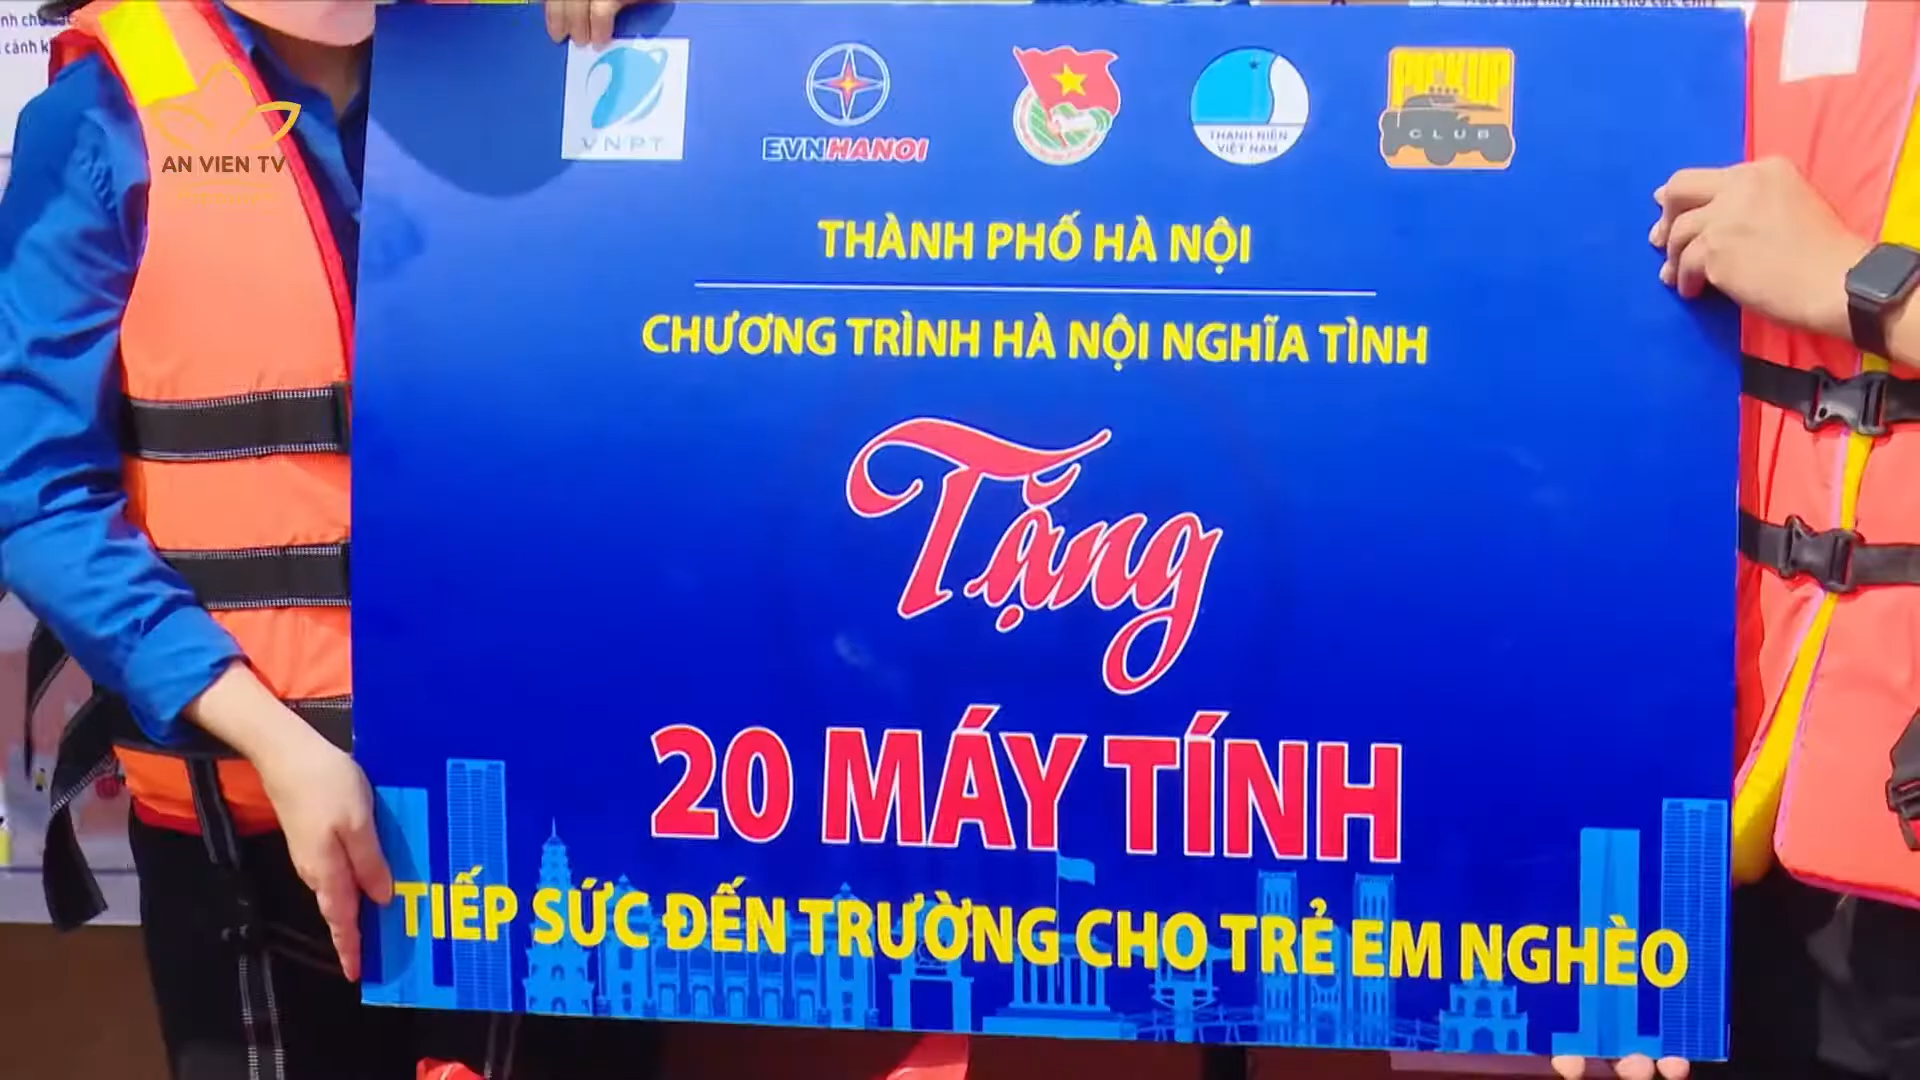 AN VIEN TV
VNPT
EVNHANOI
THANH NIÊN
VIỆT NAM
PICKUP
CLUB
THÀNH PHỐ HÀ NỘI
CHƯƠNG TRÌNH HÀ NỘI NGHĨA TÌNH
Tặng
20 MÁY TÍNH
TIẾP SỨC ĐẾN TRƯỜNG CHO TRẺ EM NGHÈO